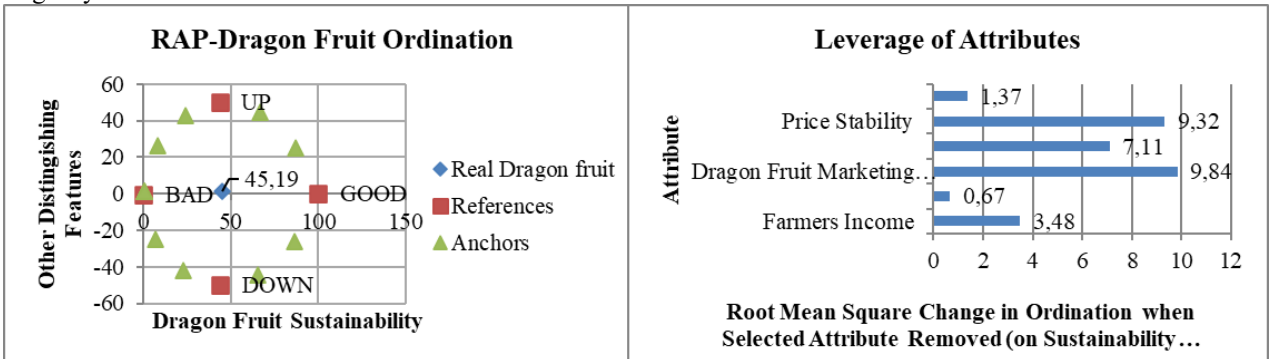 RAP-Dragon Fruit Ordination
Other Distingishing
Features
60
40
20
0
-20
-40
-60
UP
BAD
45,19
GOOD
DOWN
0
50
100
150
Dragon Fruit Sustainability
Real Dragon fruit
References
Anchors
Leverage of Attributes
Attribute
1,37
Price Stability
9,32
7,11
Dragon Fruit Marketing…
9,84
0,67
Farmers Income
3,48
0
2
4
6
8
10
12
Root Mean Square Change in Ordination when
Selected Attribute Removed (on Sustainability…